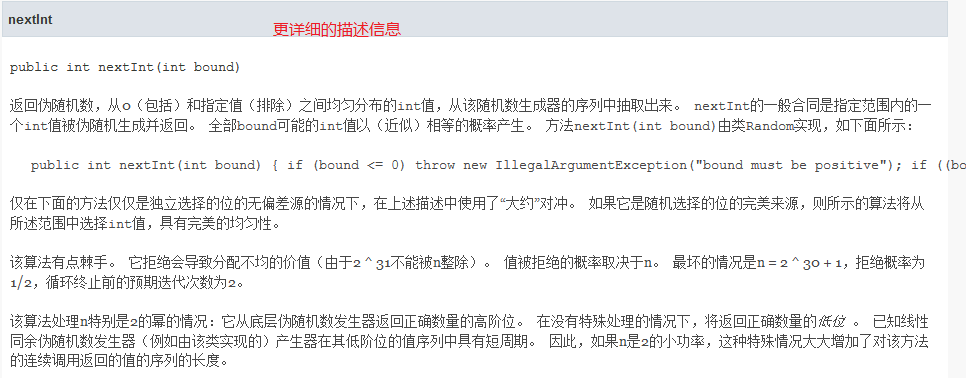 nextInt
更详细的描述信息
public int nextInt(int bound)
返回伪随机数，从0（包括）和指定值（排除）之间均匀分布的int值，从该随机数生成器的序列中抽取出来。 nextInt的一般合同是指定范围内的一
个int值被伪随机生成并返回。 全部bound可能的int值以（近似）相等的概率产生。 方法nextInt(int bound)由类Random实现，如下面所示：
public int nextInt(int bound) { if (bound <= 0) throw new IllegalArgumentException("bound must be positive"); if ((bo
仅在下面的方法仅仅是独立选择的位的无偏差源的情况下，在上述描述中使用了“大约”对冲。 如果它是随机选择的位的完美来源，则所示的算法将从
所述范围中选择int值，具有完美的均匀性。
该算法有点棘手。 它拒绝会导致分配不均的价值（由于2 ^ 31不能被n整除）。 值被拒绝的概率取决于n。 最坏的情况是n = 2 ^ 30 + 1，拒绝概率为
1/2，循环终止前的预期迭代次数为2。
该算法处理n特别是2的幂的情况：它从底层伪随机数发生器返回正确数量的高阶位。 在没有特殊处理的情况下，将返回正确数量的低位 。 已知线性
同余伪随机数发生器（例如由该类实现的）产生器在其低阶位的值序列中具有短周期。 因此，如果n是2的小功率，这种特殊情况大大增加了对该方法
的连续调用返回的值的序列的长度。